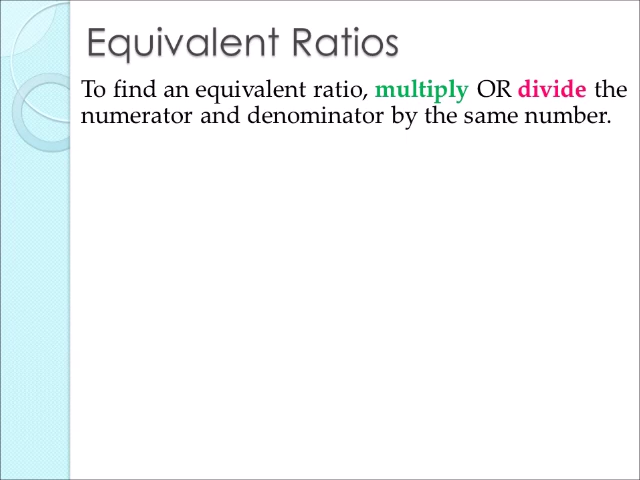 Equivalent Ratios
To find an equivalent ratio, multiply OR divide the
numerator and denominator by the same number.